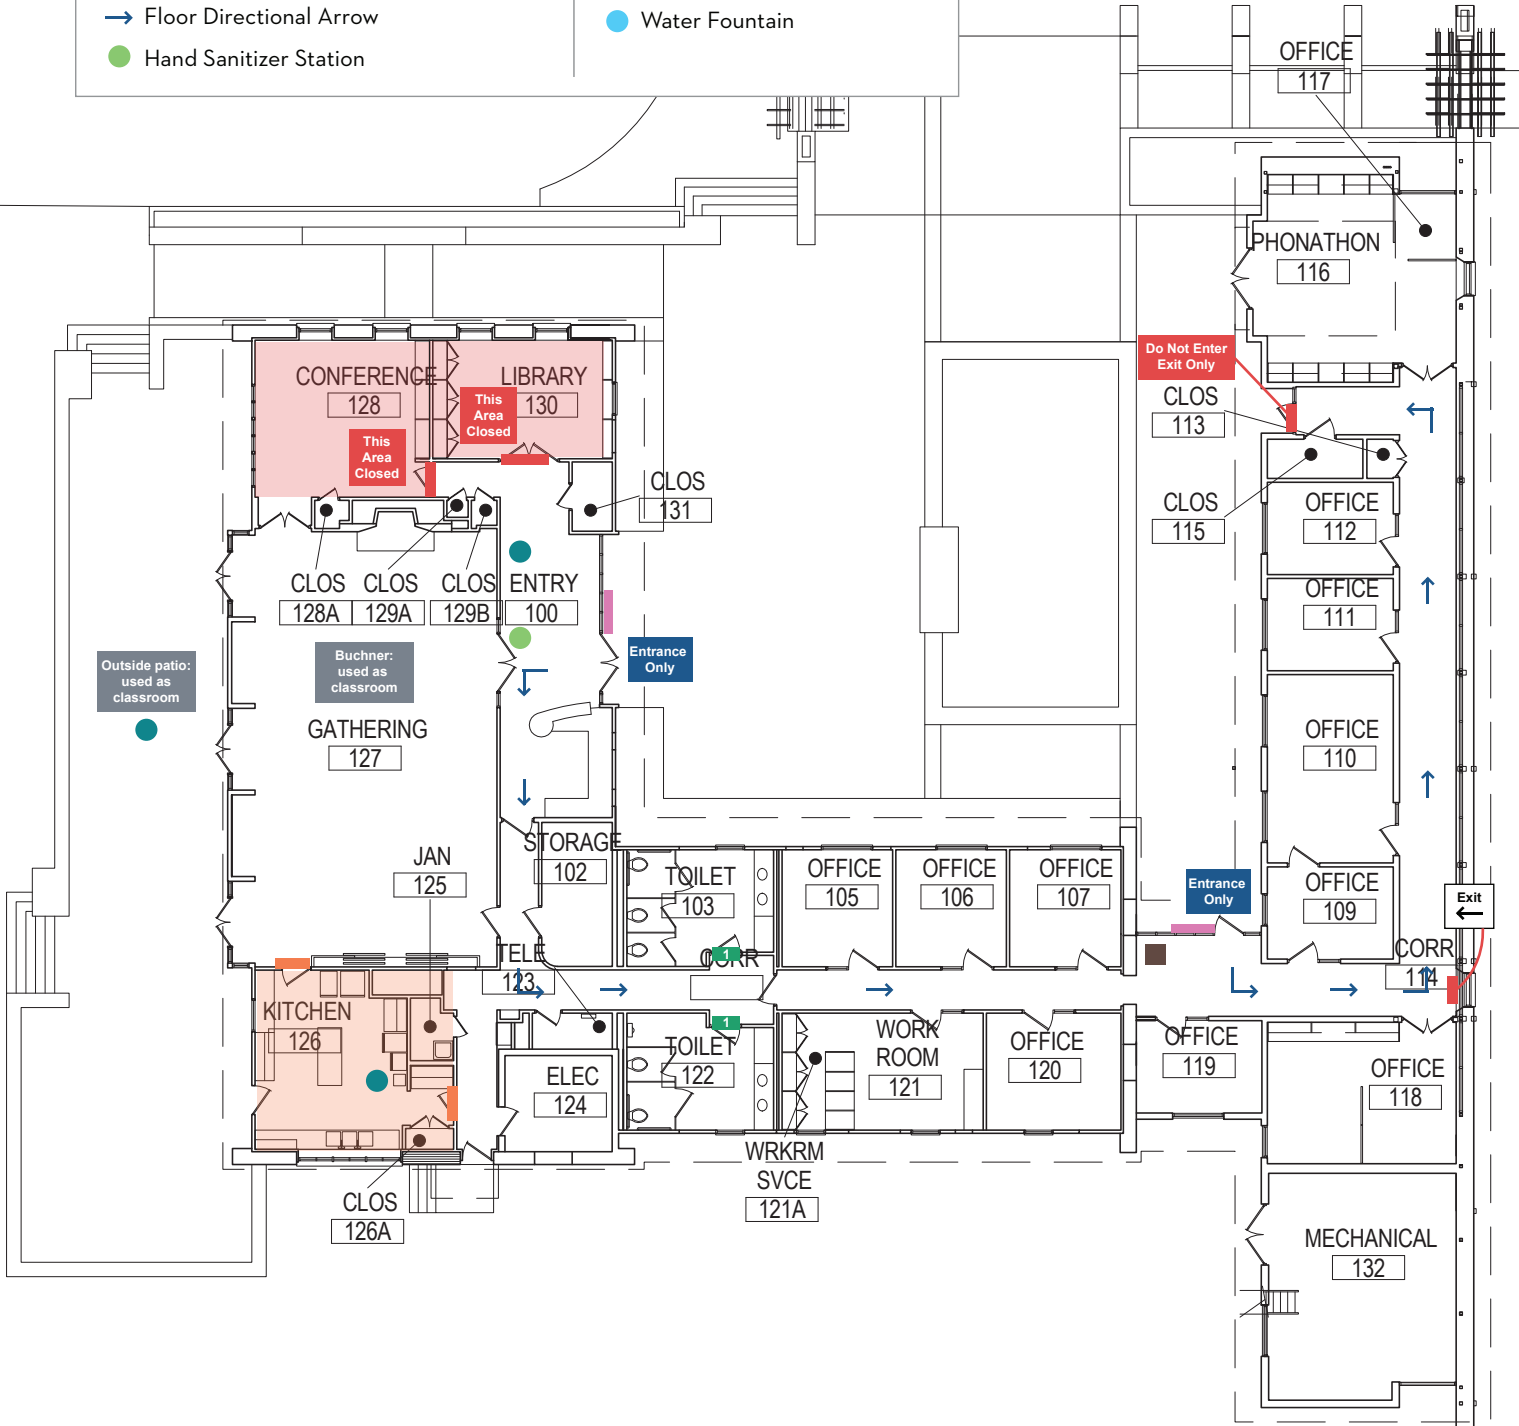 Floor Directional Arrow
Water Fountain
Hand Sanitizer Station
OFFICE
117
PHONATHON
116
Do Not Enter
Exit Only
CLOS
113
CLOS
115
OFFICE
112
OFFICE
111
OFFICE
110
OFFICE
109
Exit
CORR
114
CONFERENCE
128
LIBRARY
130
This
Area
Closed
This
Area
Closed
CLOS
131
CLOS
128A
CLOS
129A
CLOS
129B
ENTRY
100
Entrance
Only
Outside patio:
used as
classroom
Buchner:
used as
classroom
GATHERING
127
JAN
125
STORAGE
102
TOILET
103
OFFICE
105
OFFICE
106
OFFICE
107
Entrance
Only
TELE
123
1
CORR
1
KITCHEN
126
TOILET
122
ELEC
124
WORK
ROOM
121
OFFICE
120
OFFICE
119
OFFICE
118
WRKRM
SVCE
121A
CLOS
126A
MECHANICAL
132